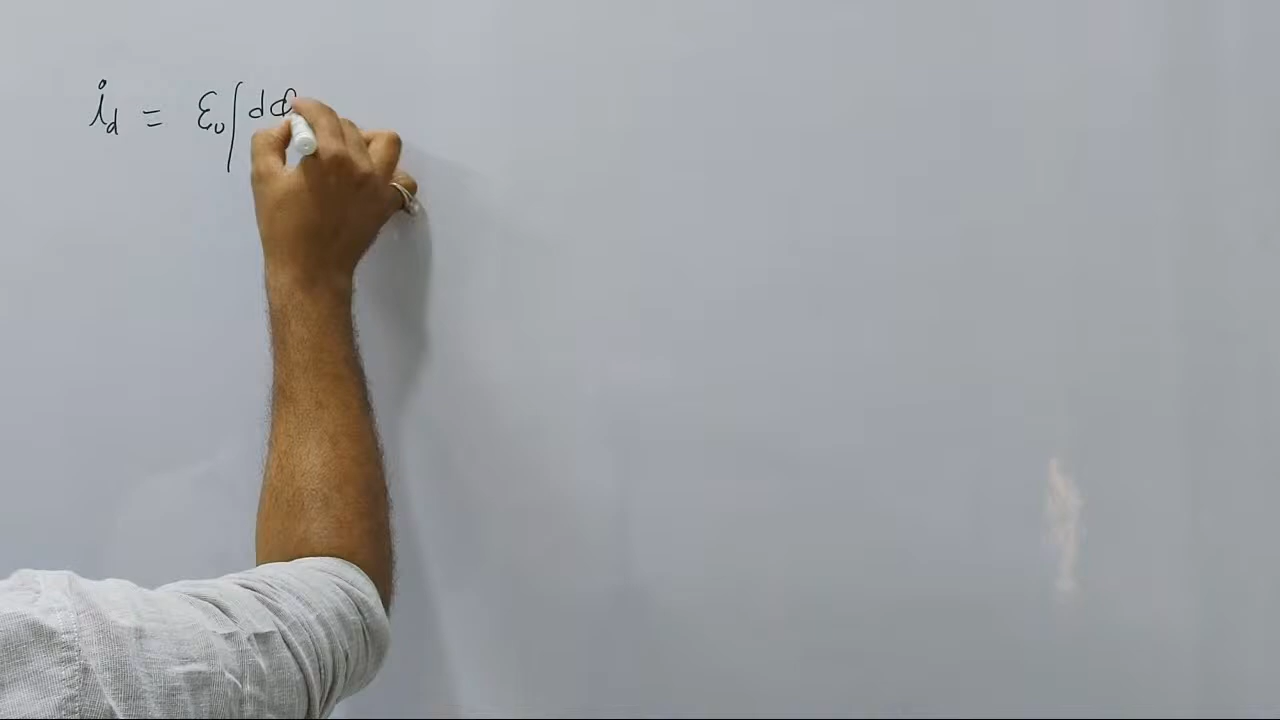 i_d = ε₀(dφ